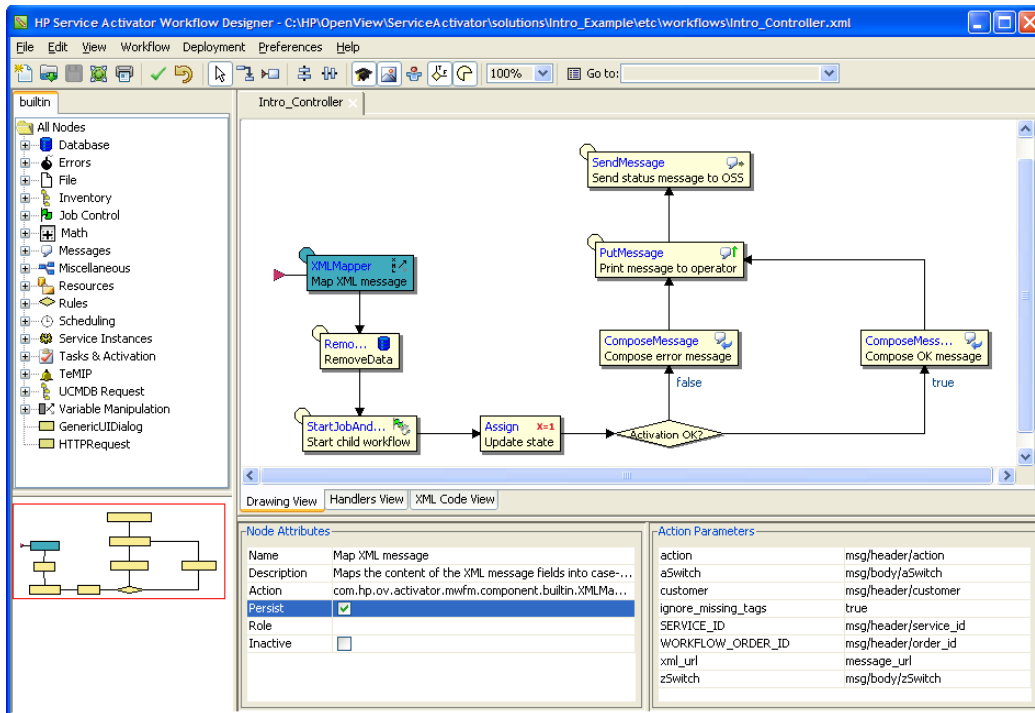 HP Service Activator Workflow Designer - C:\HP\OpenView\ServiceActivator\solutions\Intro_Example\etc\workflows\Intro_Controller.xml
File Edit View Workflow Deployment Preferences Help
100% Go to:
builtin
All Nodes
Database
Errors
File
Inventory
Job Control
Math
Messages
Miscellaneous
Resources
Rules
Scheduling
Service Instances
Tasks & Activation
TeMIP
UCMDB Request
Variable Manipulation
GenericUIDialog
HTTPRequest
Intro_Controller
SendMessage
Send status message to OSS
XMLMapper
Map XML message
PutMessage
Print message to operator
Remo...
RemoveData
ComposeMessage
Compose error message
ComposeMess...
Compose OK message
false
true
StartJobAnd...
Start child workflow
Assign X=1
Update state
Activation OK?
Drawing View Handlers View XML Code View
Node Attributes
Name Map XML message
Description Maps the content of the XML message fields into case-...
Action com.hp.ov.activator.mwfm.component.builtin.XMLMa...
Persist
Role
Inactive
Action Parameters
action msg/header/action
aSwitch msg/body/aSwitch
customer msg/header/customer
ignore_missing_tags true
SERVICE_ID msg/header/service_id
WORKFLOW_ORDER_ID msg/header/order_id
xml_url message_url
zSwitch msg/body/zSwitch